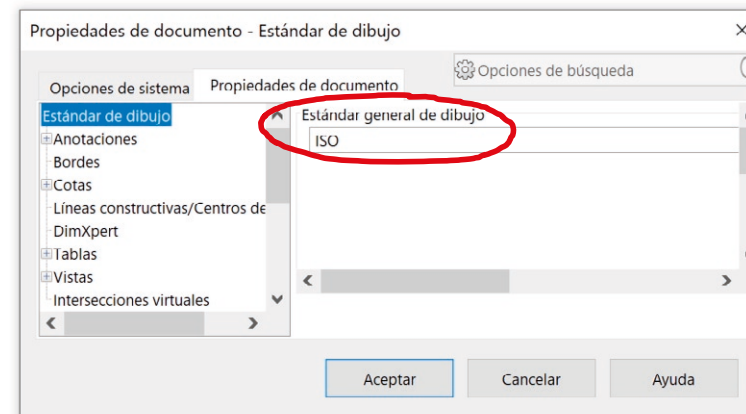 Propiedades de documento - Estándar de dibujo
Opciones de búsqueda
Opciones de sistema
Propiedades de documento
Estándar de dibujo
Anotaciones
Bordes
Cotas
Líneas constructivas/Centros de
DimXpert
Tablas
Vistas
Intersecciones virtuales
Estándar general de dibujo
ISO
Aceptar
Cancelar
Ayuda